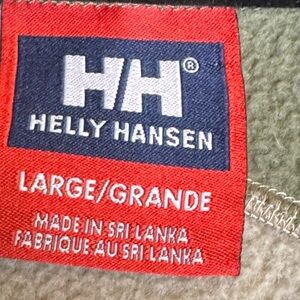 HH®
HELLY HANSEN
LARGE/GRANDE
MADE IN SRI LANKA
FABRIQUE AU SRI LANKA